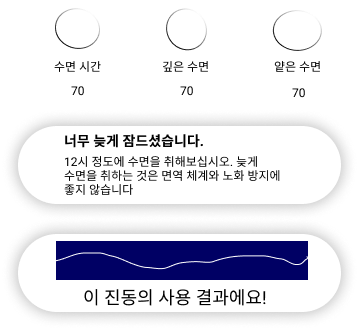 수면 시간 깊은 수면 얕은 수면
70 70 70
너무 늦게 잠드셨습니다.
12시 정도에 수면을 취해보십시오. 늦게
수면을 취하는 것은 면역 체계와 노화 방지에
좋지 않습니다
이 진동의 사용 결과에요!